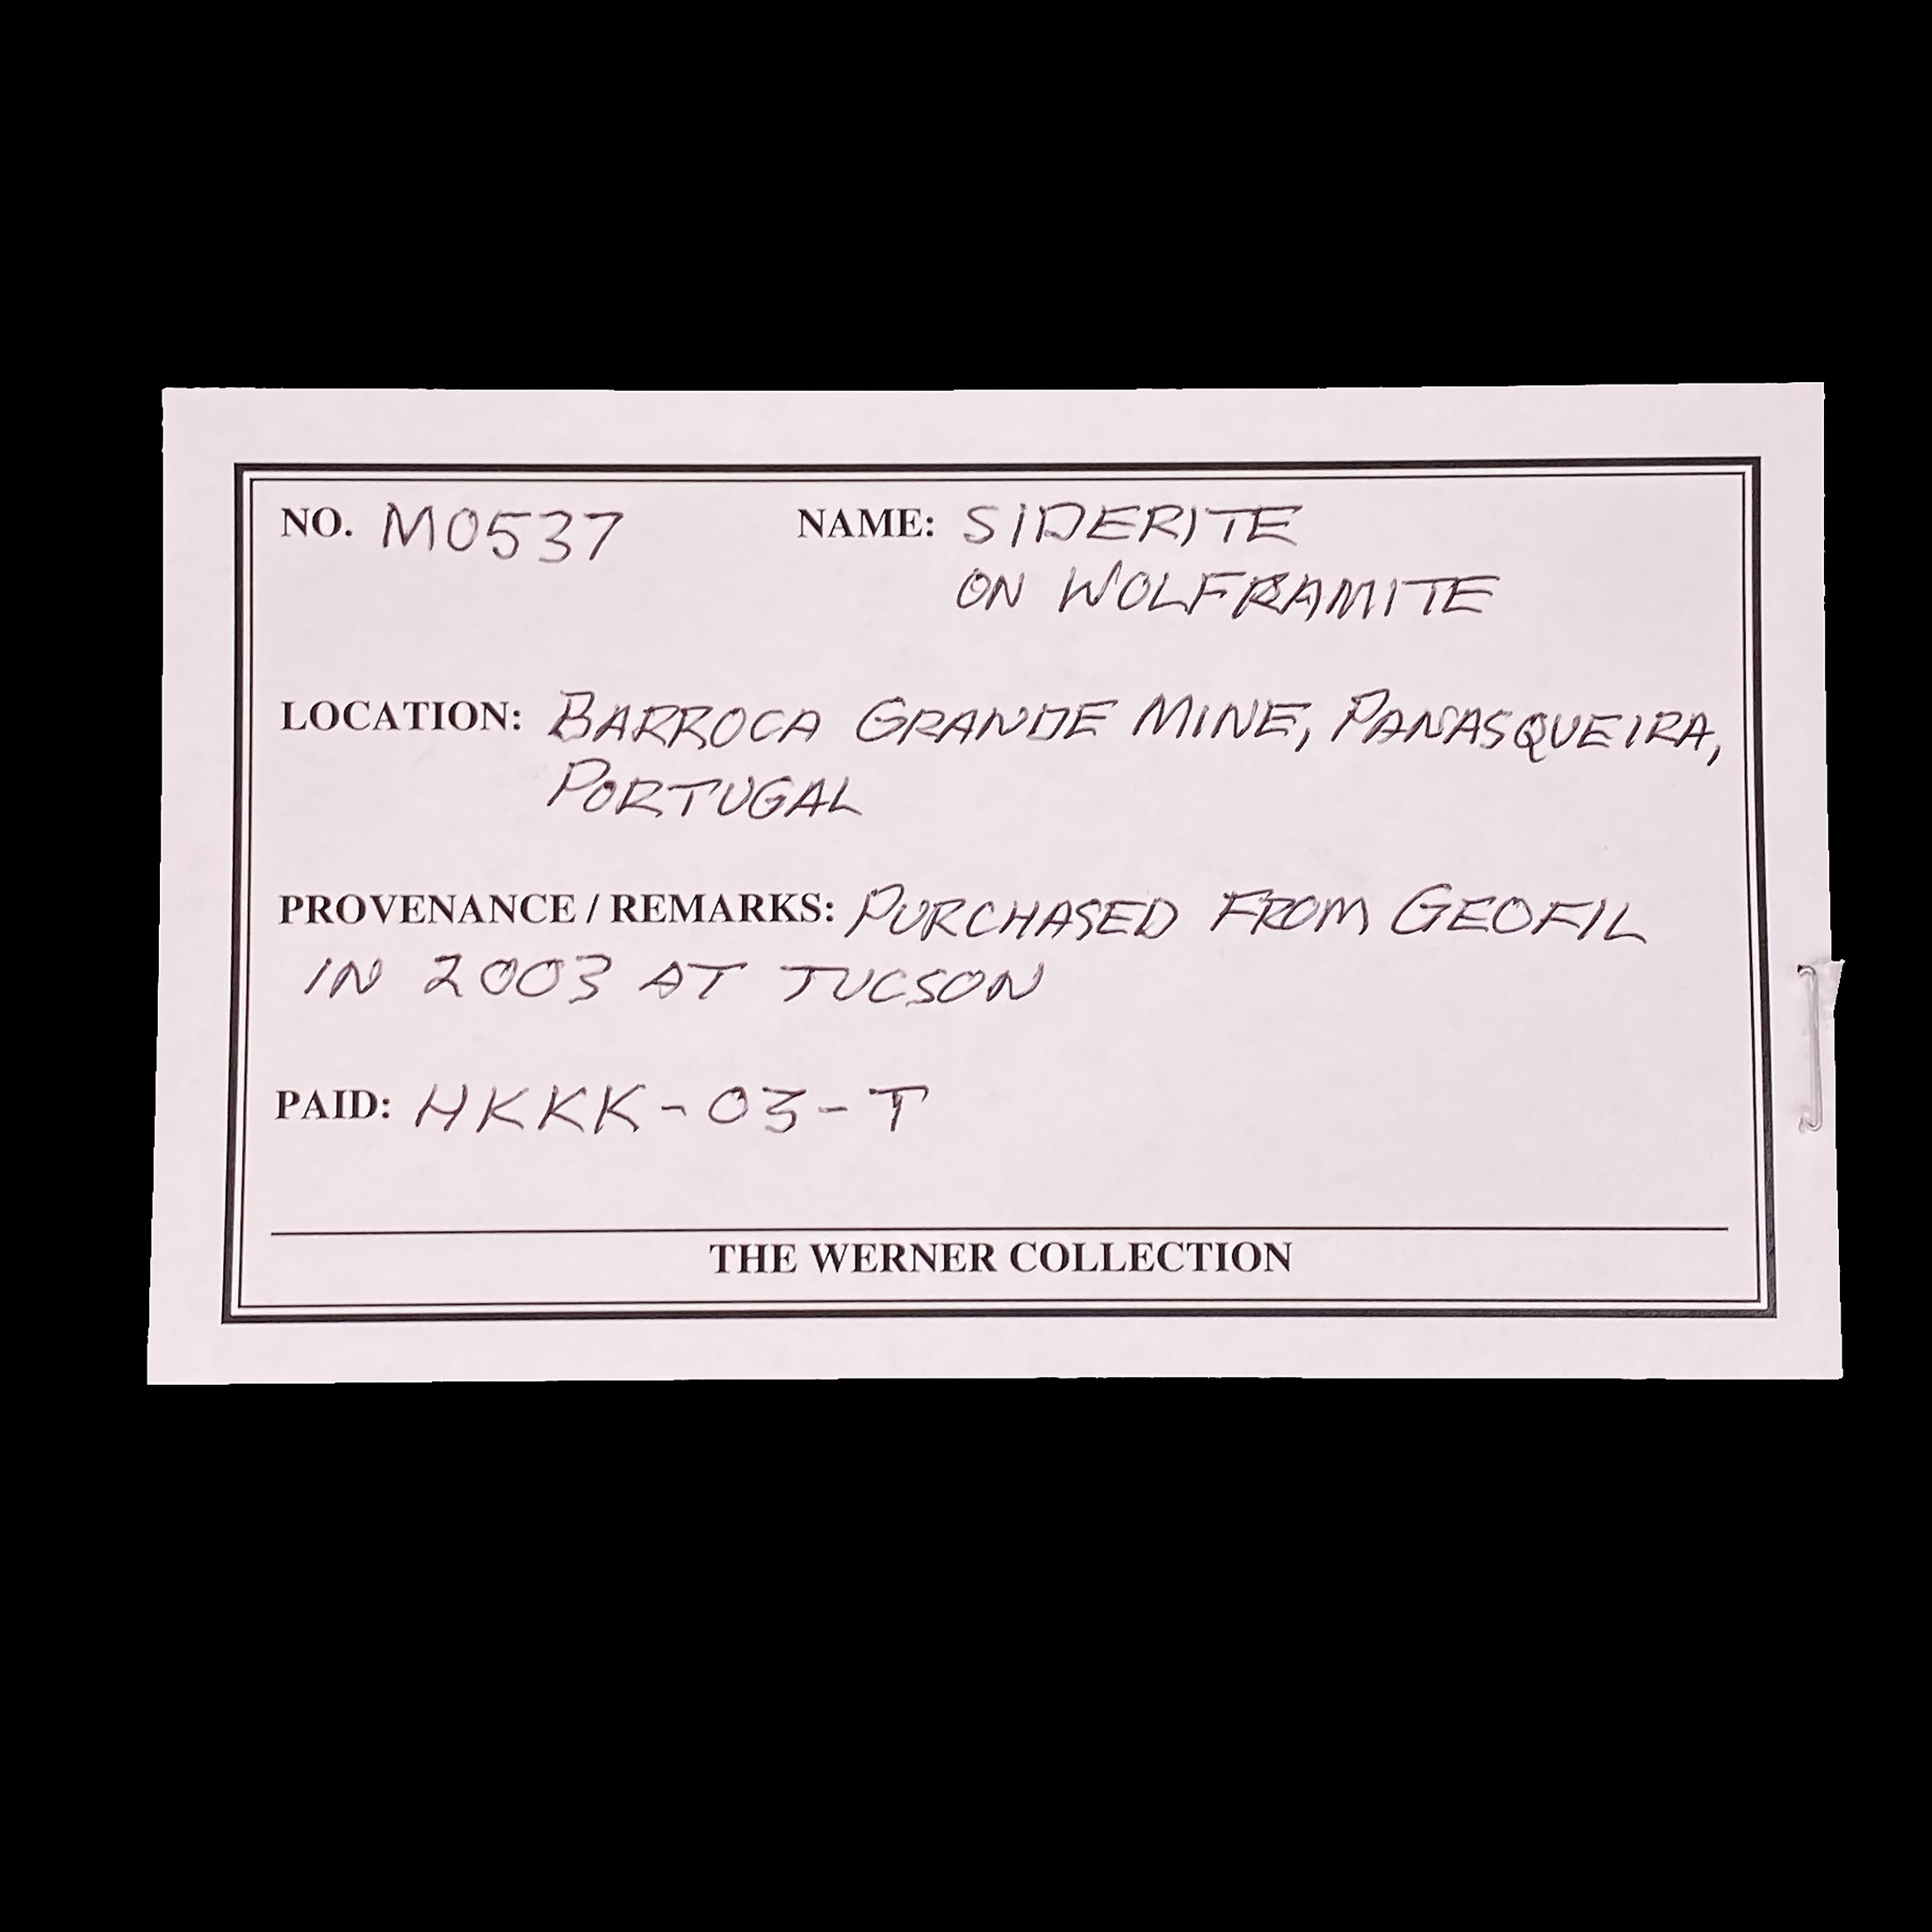 NO. M0537 NAME: SIDERITE
ON WOLFRAMITE
LOCATION: BARROCA GRANDE MINE, PANASQUEIRA,
PORTUGAL
PROVENANCE / REMARKS: PURCHASED FROM GEOFIL
IN 2003 AT TUCSON
PAID: HKKK-03-T
THE WERNER COLLECTION